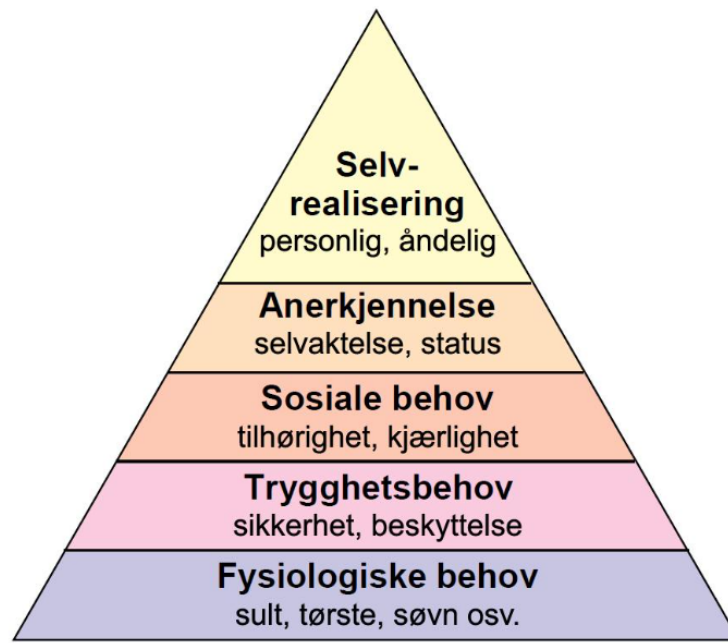 Selv-
realisering
personlig, åndelig
Anerkjennelse
selvaktelse, status
Sosiale behov
tilhørighet, kjærlighet
Trygghetsbehov
sikkerhet, beskyttelse
Fysiologiske behov
sult, tørste, søvn osv.